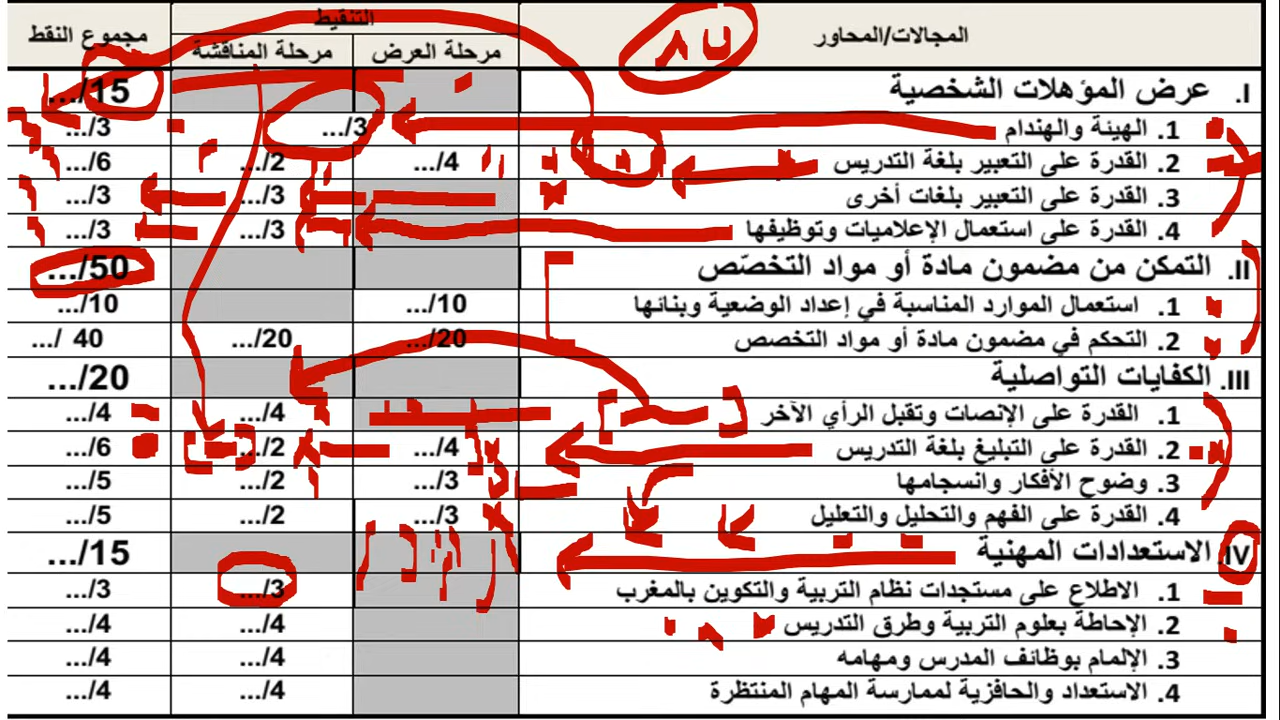 المجالات/المحاور التنقيط مجموع النقط
مرحلة العرض مرحلة المناقشة
I. عرض المؤهلات الشخصية .../15
1. الهيئة والهندام .../3 .../3
2. القدرة على التعبير بلغة التدريس .../4 .../2 .../6
3. القدرة على التعبير بلغات أخرى .../3 .../3
4. القدرة على استعمال الإعلاميات وتوظيفها .../3 .../3
II. التمكن من مضمون مادة أو مواد التخصّص .../50
1. استعمال الموارد المناسبة في إعداد الوضعية وبنائها .../10 .../10
2. التحكم في مضمون مادة أو مواد التخصص .../20 .../20 .../ 40
III. الكفايات التواصلية .../20
1. القدرة على الإنصات وتقبل الرأي الآخر .../4 .../4
2. القدرة على التبليغ بلغة التدريس .../4 .../2 .../6
3. وضوح الأفكار وانسجامها .../3 .../2 .../5
4. القدرة على الفهم والتحليل والتعليل .../3 .../2 .../5
IV. الاستعدادات المهنية .../15
1. الاطلاع على مستجدات نظام التربية والتكوين بالمغرب .../3 .../3
2. الإحاطة بعلوم التربية وطرق التدريس .../4 .../4
3. الإلمام بوظائف المدرس ومهامه .../4 .../4
4. الاستعداد والحافزية لممارسة المهام المنتظرة .../4 .../4